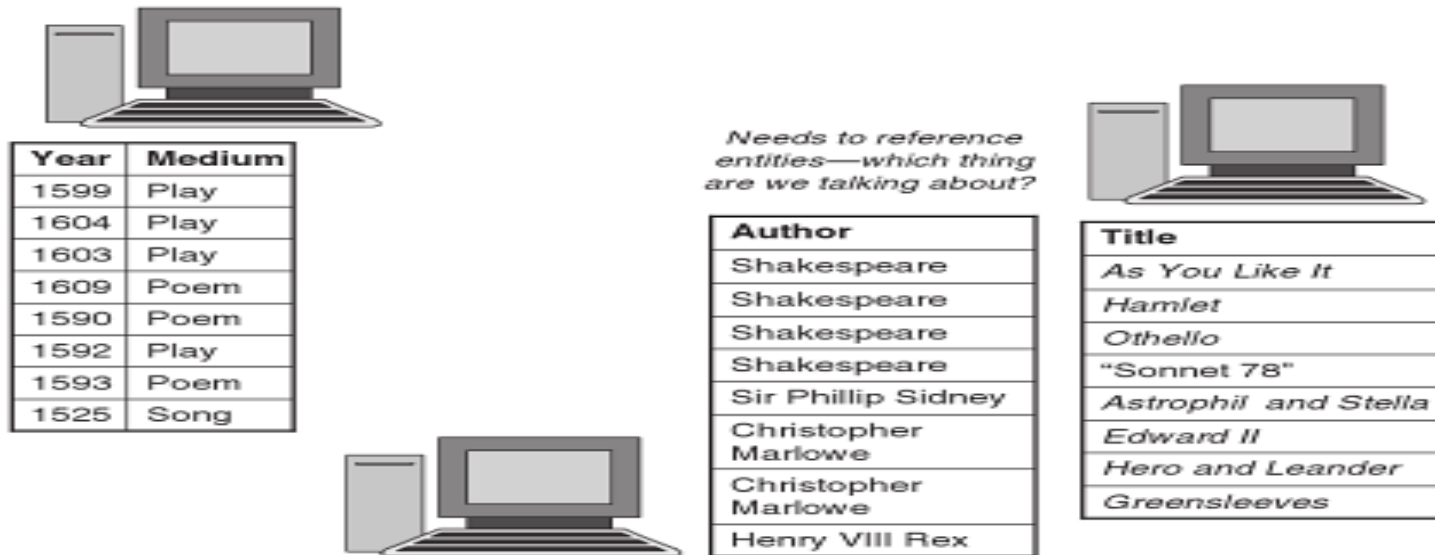 Year Medium
1599 Play
1604 Play
1603 Play
1609 Poem
1590 Poem
1592 Play
1593 Poem
1525 Song
Needs to reference
entities—which thing
are we talking about?
Author
Shakespeare
Shakespeare
Shakespeare
Shakespeare
Sir Phillip Sidney
Christopher
Marlowe
Christopher
Marlowe
Henry VIII Rex
Title
As You Like It
Hamlet
Othello
“Sonnet 78”
Astrophil and Stella
Edward II
Hero and Leander
Greensleeves